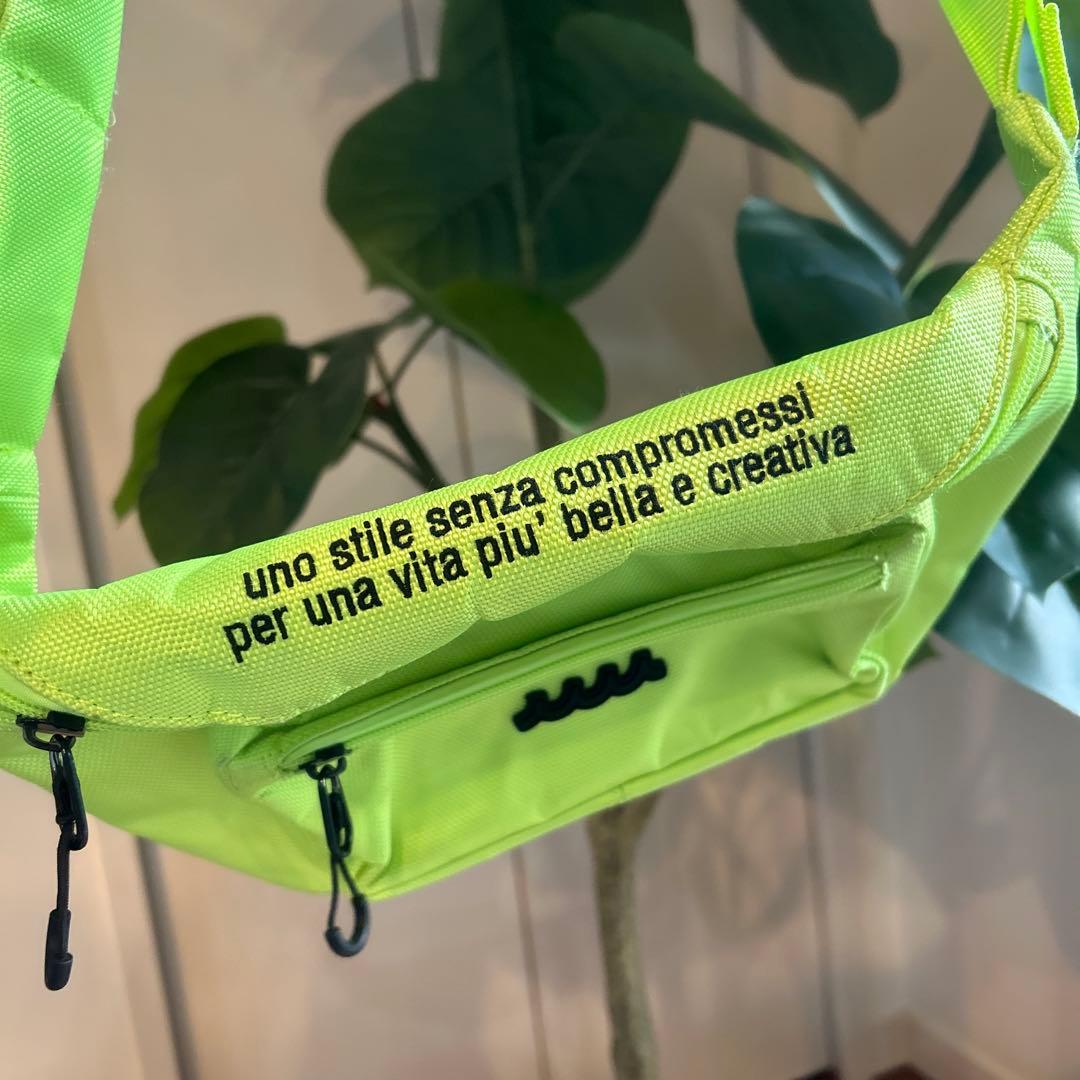 uno stile senza compromessi
per una vita piu' bella e creativa